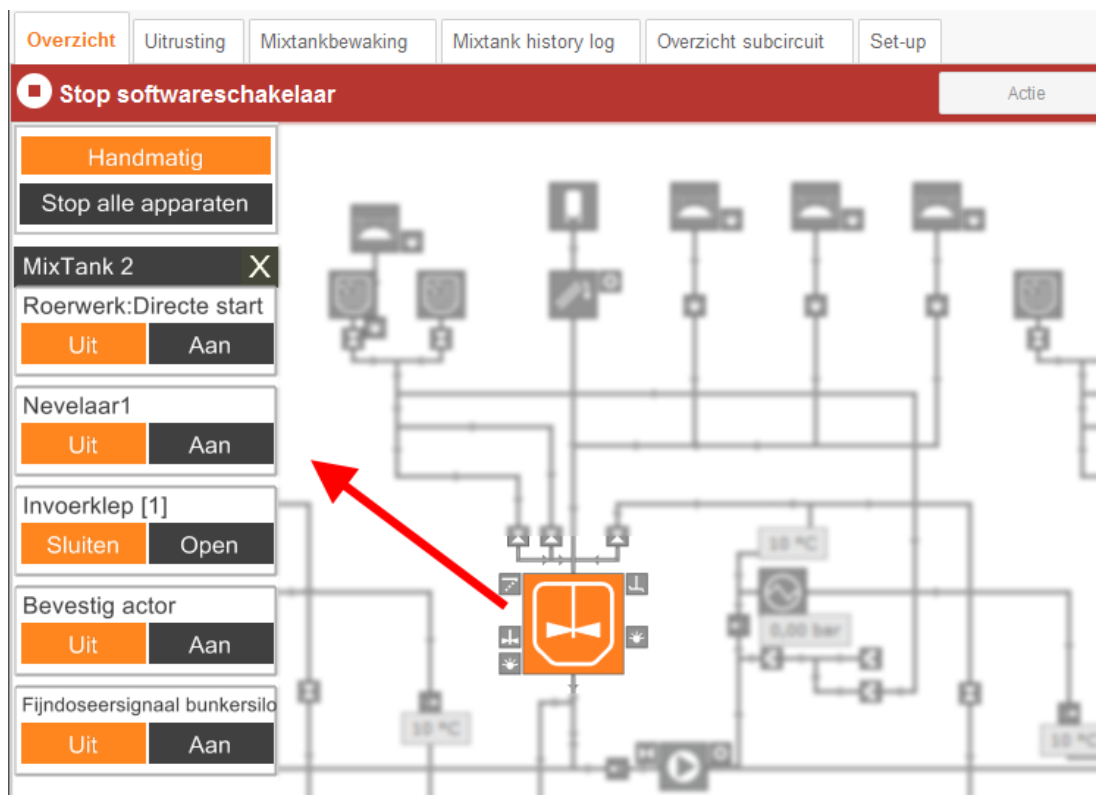 Overzicht
Uitrusting
Mixtankbewaking
Mixtank history log
Overzicht subcircuit
Set-up
Stop softwareschakelaar
Actie
Handmatig
Stop alle apparaten
MixTank 2
X
Roerwerk:Directe start
Uit
Aan
Nevelaar1
Uit
Aan
Invoerklep [1]
Sluiten
Open
Bevestig actor
Uit
Aan
Fijndoseersignaal bunkersilo
Uit
Aan
10 °C
0,00 bar
10 °C
10 °C